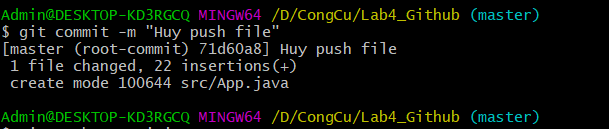 Admin@DESKTOP-KD3RGCQ MINGW64 /D/CongCu/Lab4_Github (master)
$ git commit -m "Huy push file"
[master (root-commit) 71d60a8] Huy push file
 1 file changed, 22 insertions(+)
 create mode 100644 src/App.java
Admin@DESKTOP-KD3RGCQ MINGW64 /D/CongCu/Lab4_Github (master)